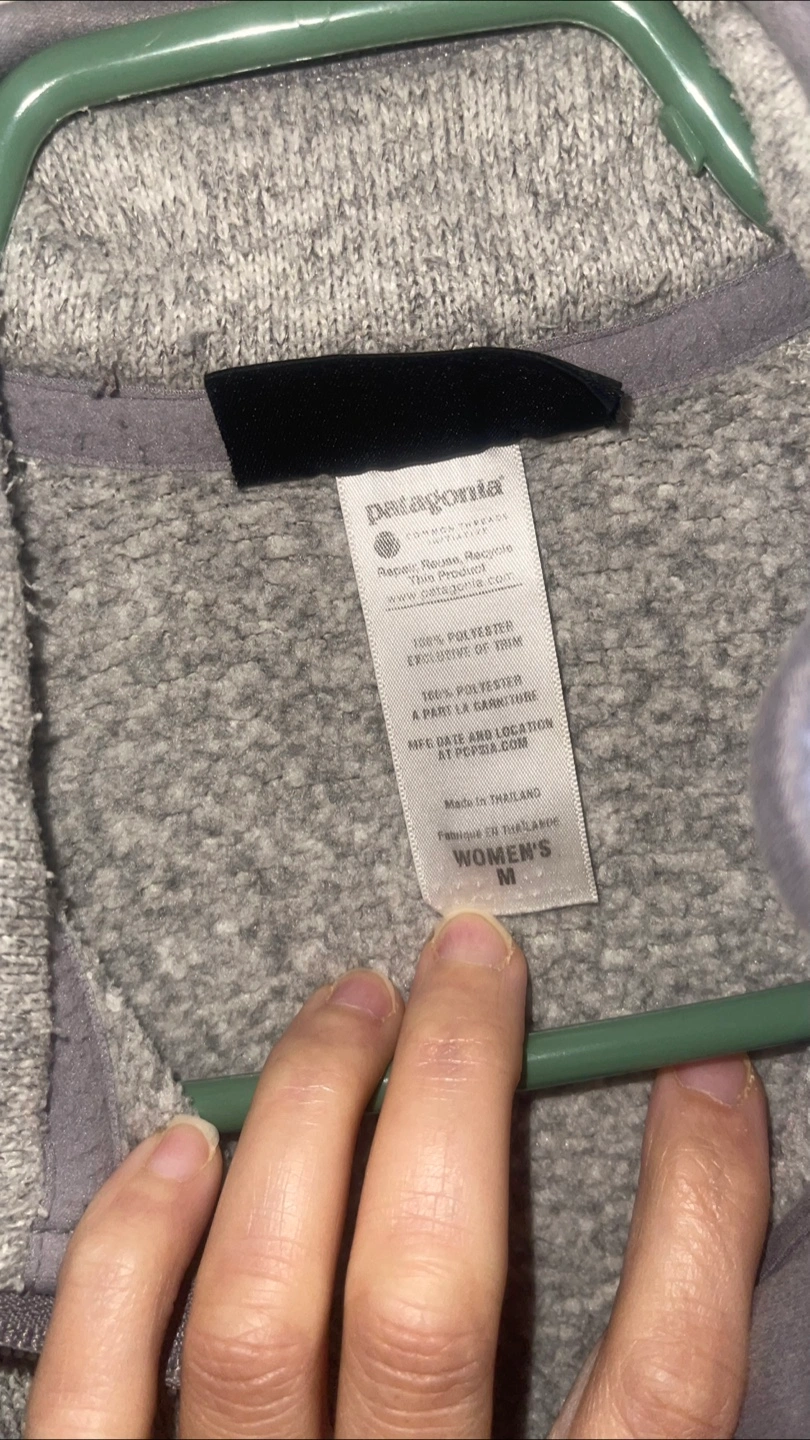 patagonia®
COMMON THREADS
INITIATIVE
Repair, Reuse, Recycle
This Product
www.patagonia.com
100% POLYESTER
EXCLUSIVE OF TRIM
100% POLYESTER
A PART LA GARNITURE
MFG DATE AND LOCATION
AT PCPSIA.COM
Made in THAILAND
Fabriqué en THAÏLANDE
WOMEN'S
M